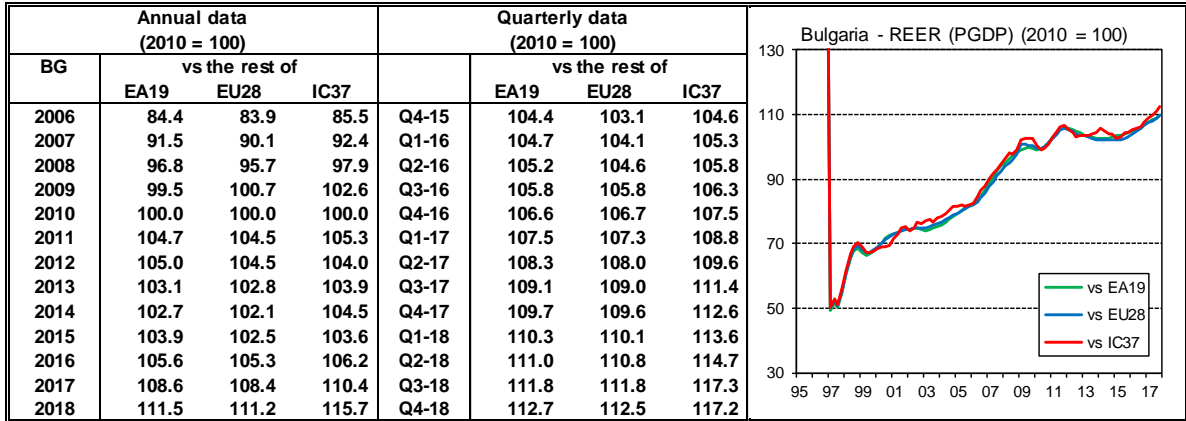 Annual data Quarterly data
(2010 = 100) (2010 = 100)
BG vs the rest of vs the rest of
EA19 EU28 IC37 EA19 EU28 IC37
2006 84.4 83.9 85.5 Q4-15 104.4 103.1 104.6
2007 91.5 90.1 92.4 Q1-16 104.7 104.1 105.3
2008 96.8 95.7 97.9 Q2-16 105.2 104.6 105.8
2009 99.5 100.7 102.6 Q3-16 105.8 105.8 106.3
2010 100.0 100.0 100.0 Q4-16 106.6 106.7 107.5
2011 104.7 104.5 105.3 Q1-17 107.5 107.3 108.8
2012 105.0 104.5 104.0 Q2-17 108.3 108.0 109.6
2013 103.1 102.8 103.9 Q3-17 109.1 109.0 111.4
2014 102.7 102.1 104.5 Q4-17 109.7 109.6 112.6
2015 103.9 102.5 103.6 Q1-18 110.3 110.1 113.6
2016 105.6 105.3 106.2 Q2-18 111.0 110.8 114.7
2017 108.6 108.4 110.4 Q3-18 111.8 111.8 117.3
2018 111.5 111.2 115.7 Q4-18 112.7 112.5 117.2
Bulgaria - REER (PGDP) (2010 = 100)
130
110
90
70
50
30
vs EA19
vs EU28
vs IC37
95 97 99 01 03 05 07 09 11 13 15 17